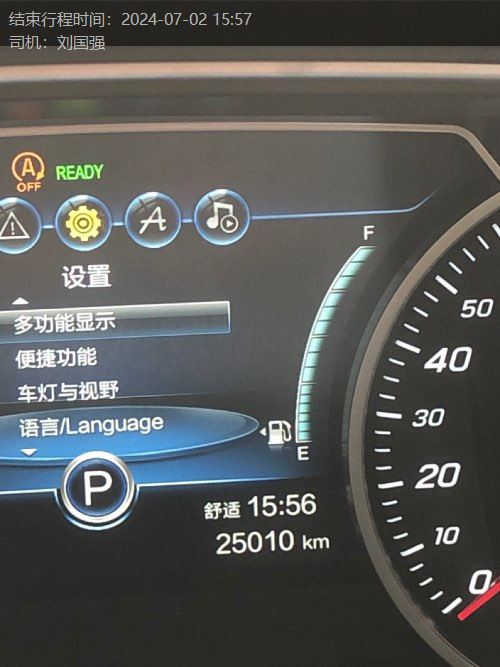 结束行程时间：2024-07-02 15:57
司机：刘国强
A
OFF
READY
设置
多功能显示
便捷功能
车灯与视野
语言/Language
F
E
P
舒适 15:56
25010 km
50
40
30
20
10
0